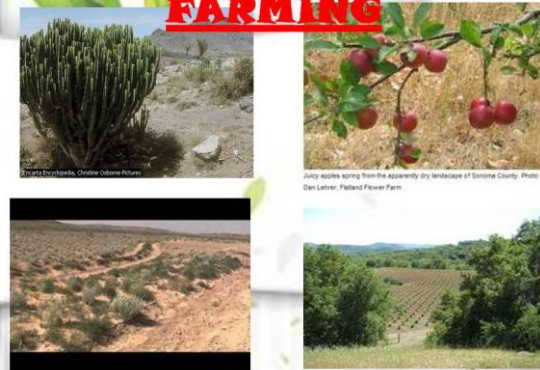 FARMING
Encarta Encyclopedia, Christine Osborne Pictures
Juicy apples spring from the apparently dry landscape of Sonoma County. Photo:
Dan Lehrer, Flatland Flower Farm